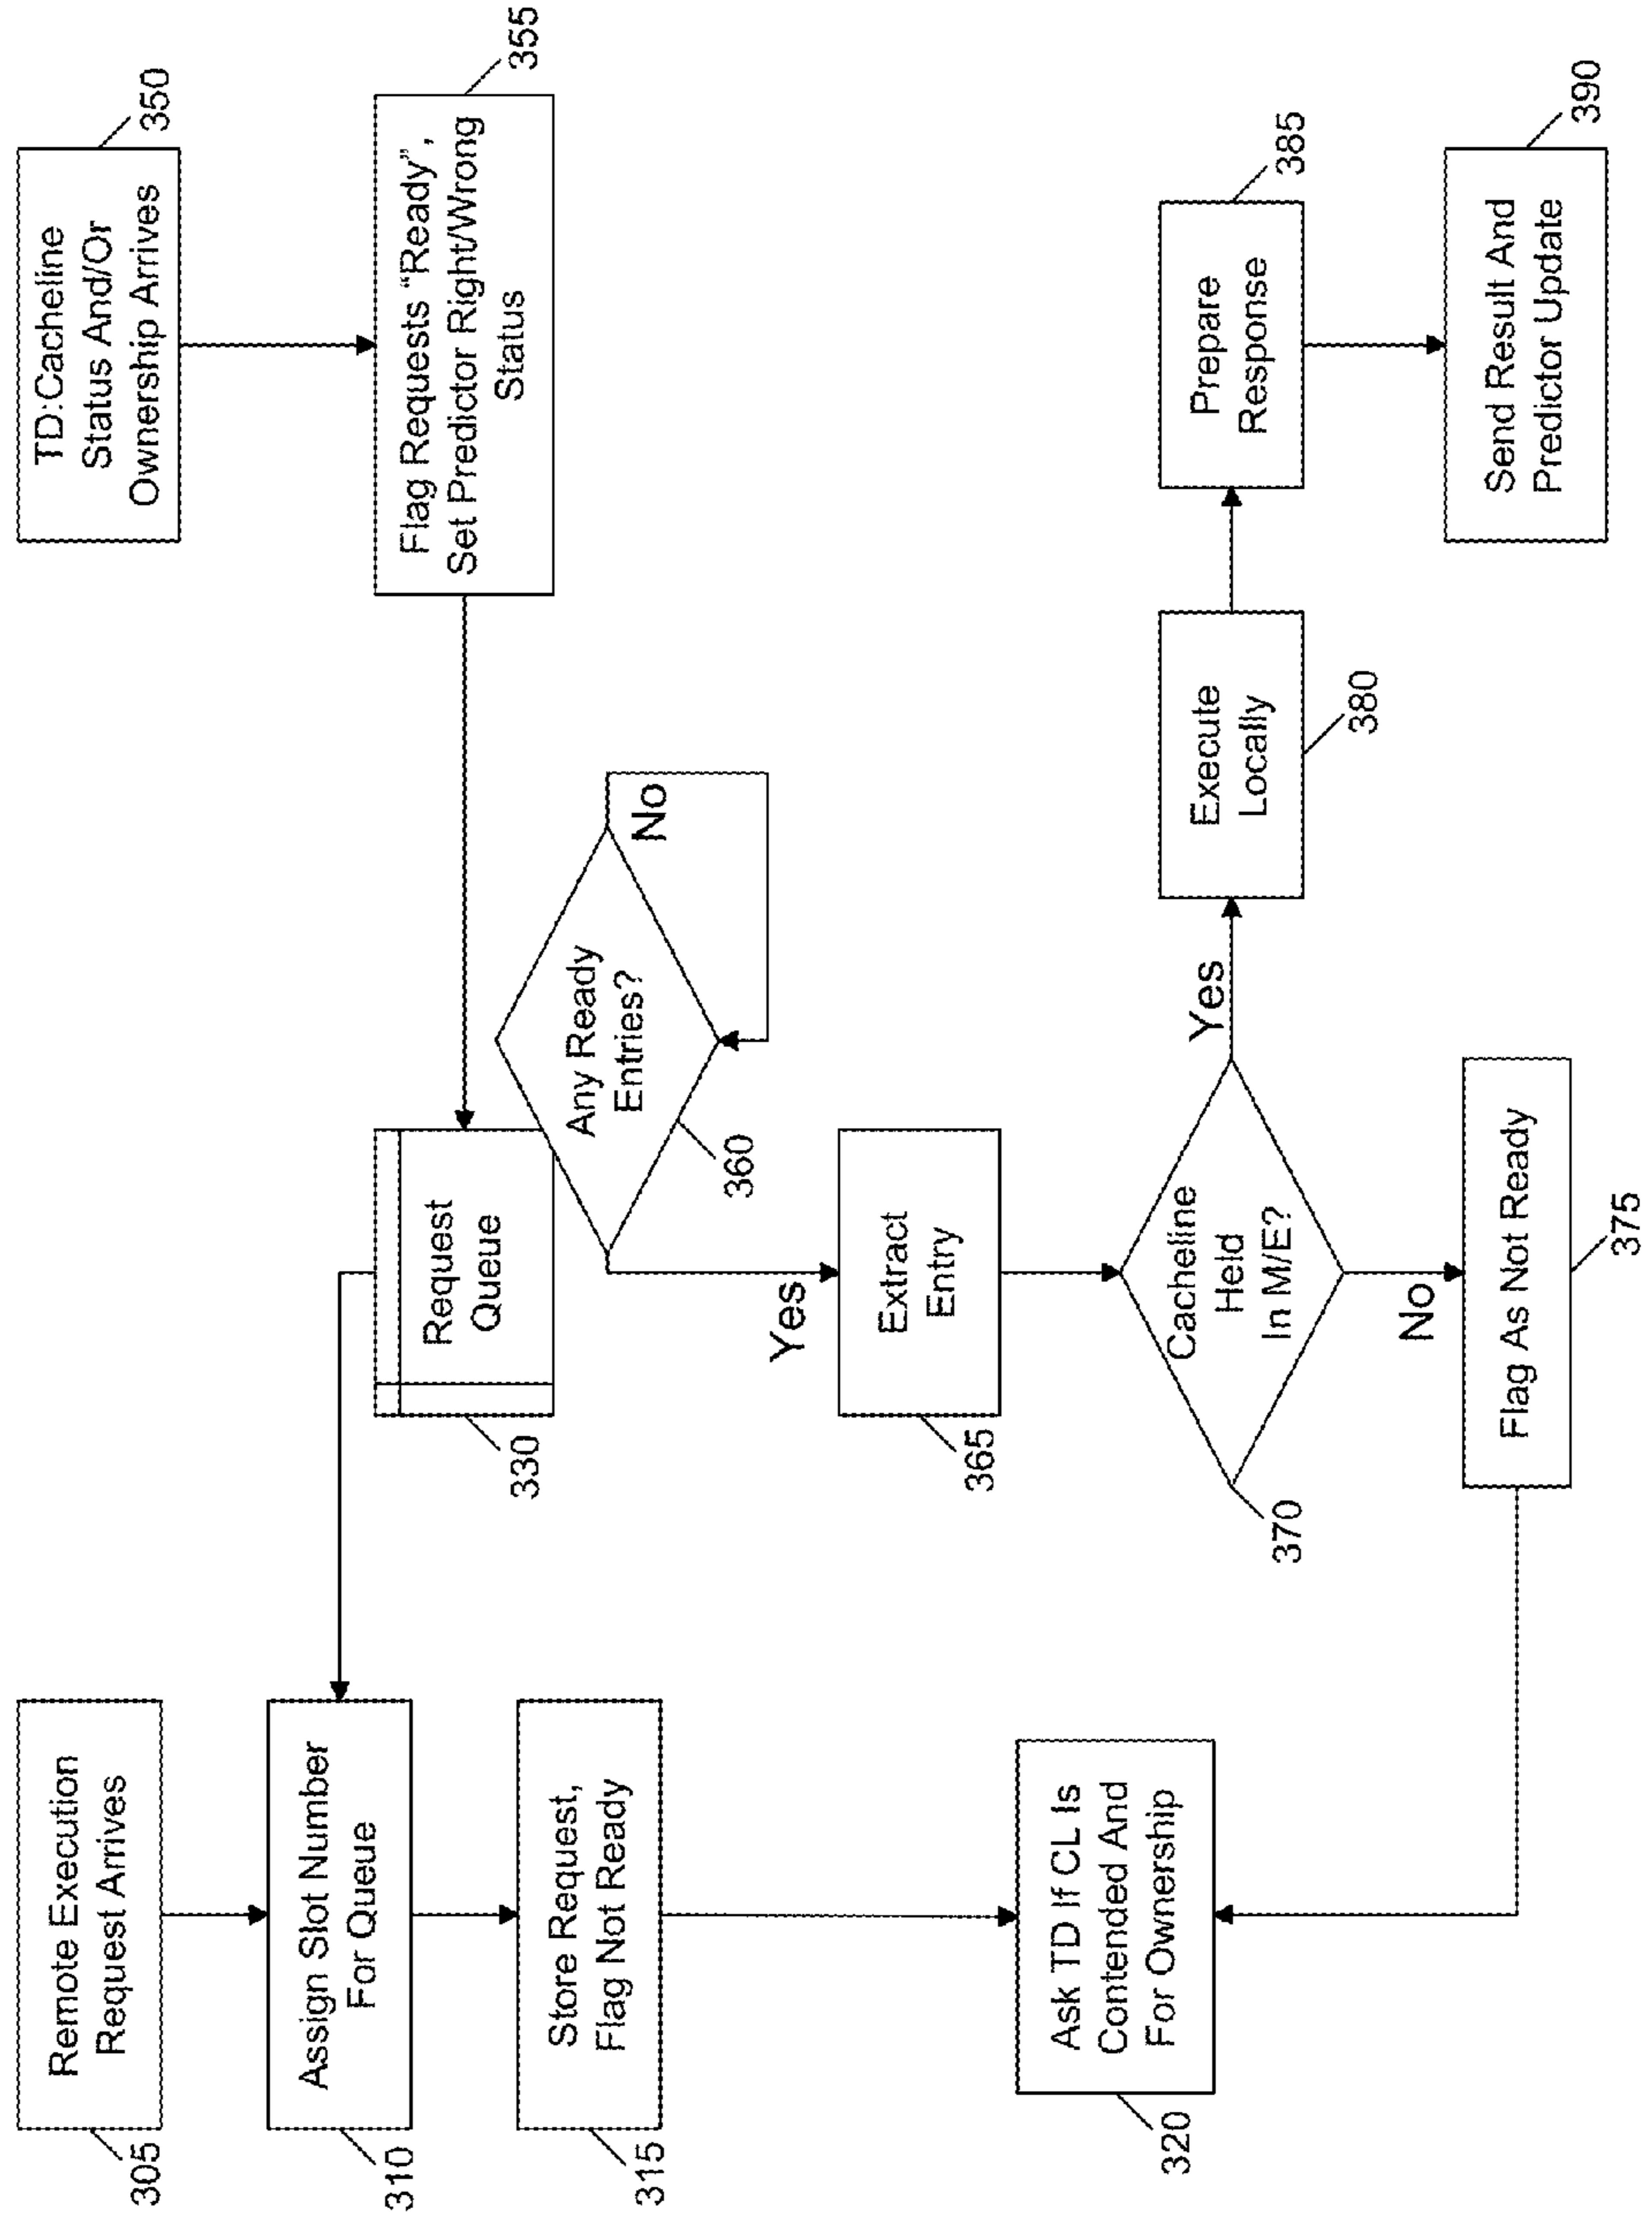 Remote Execution
Request Arrives
305
Assign Slot Number
For Queue
310
Store Request,
Flag Not Ready
315
Ask TD If CL Is
Contended And
For Ownership
320
Request
Queue
330
TD:Cacheline
Status And/Or
Ownership Arrives
350
Flag Requests “Ready”,
Set Predictor Right/Wrong
Status
355
Any Ready
Entries?
360
No
Yes
Extract
Entry
365
Cacheline
Held
In M/E?
370
Yes
No
Flag As Not Ready
375
Execute
Locally
380
Prepare
Response
385
Send Result And
Predictor Update
390